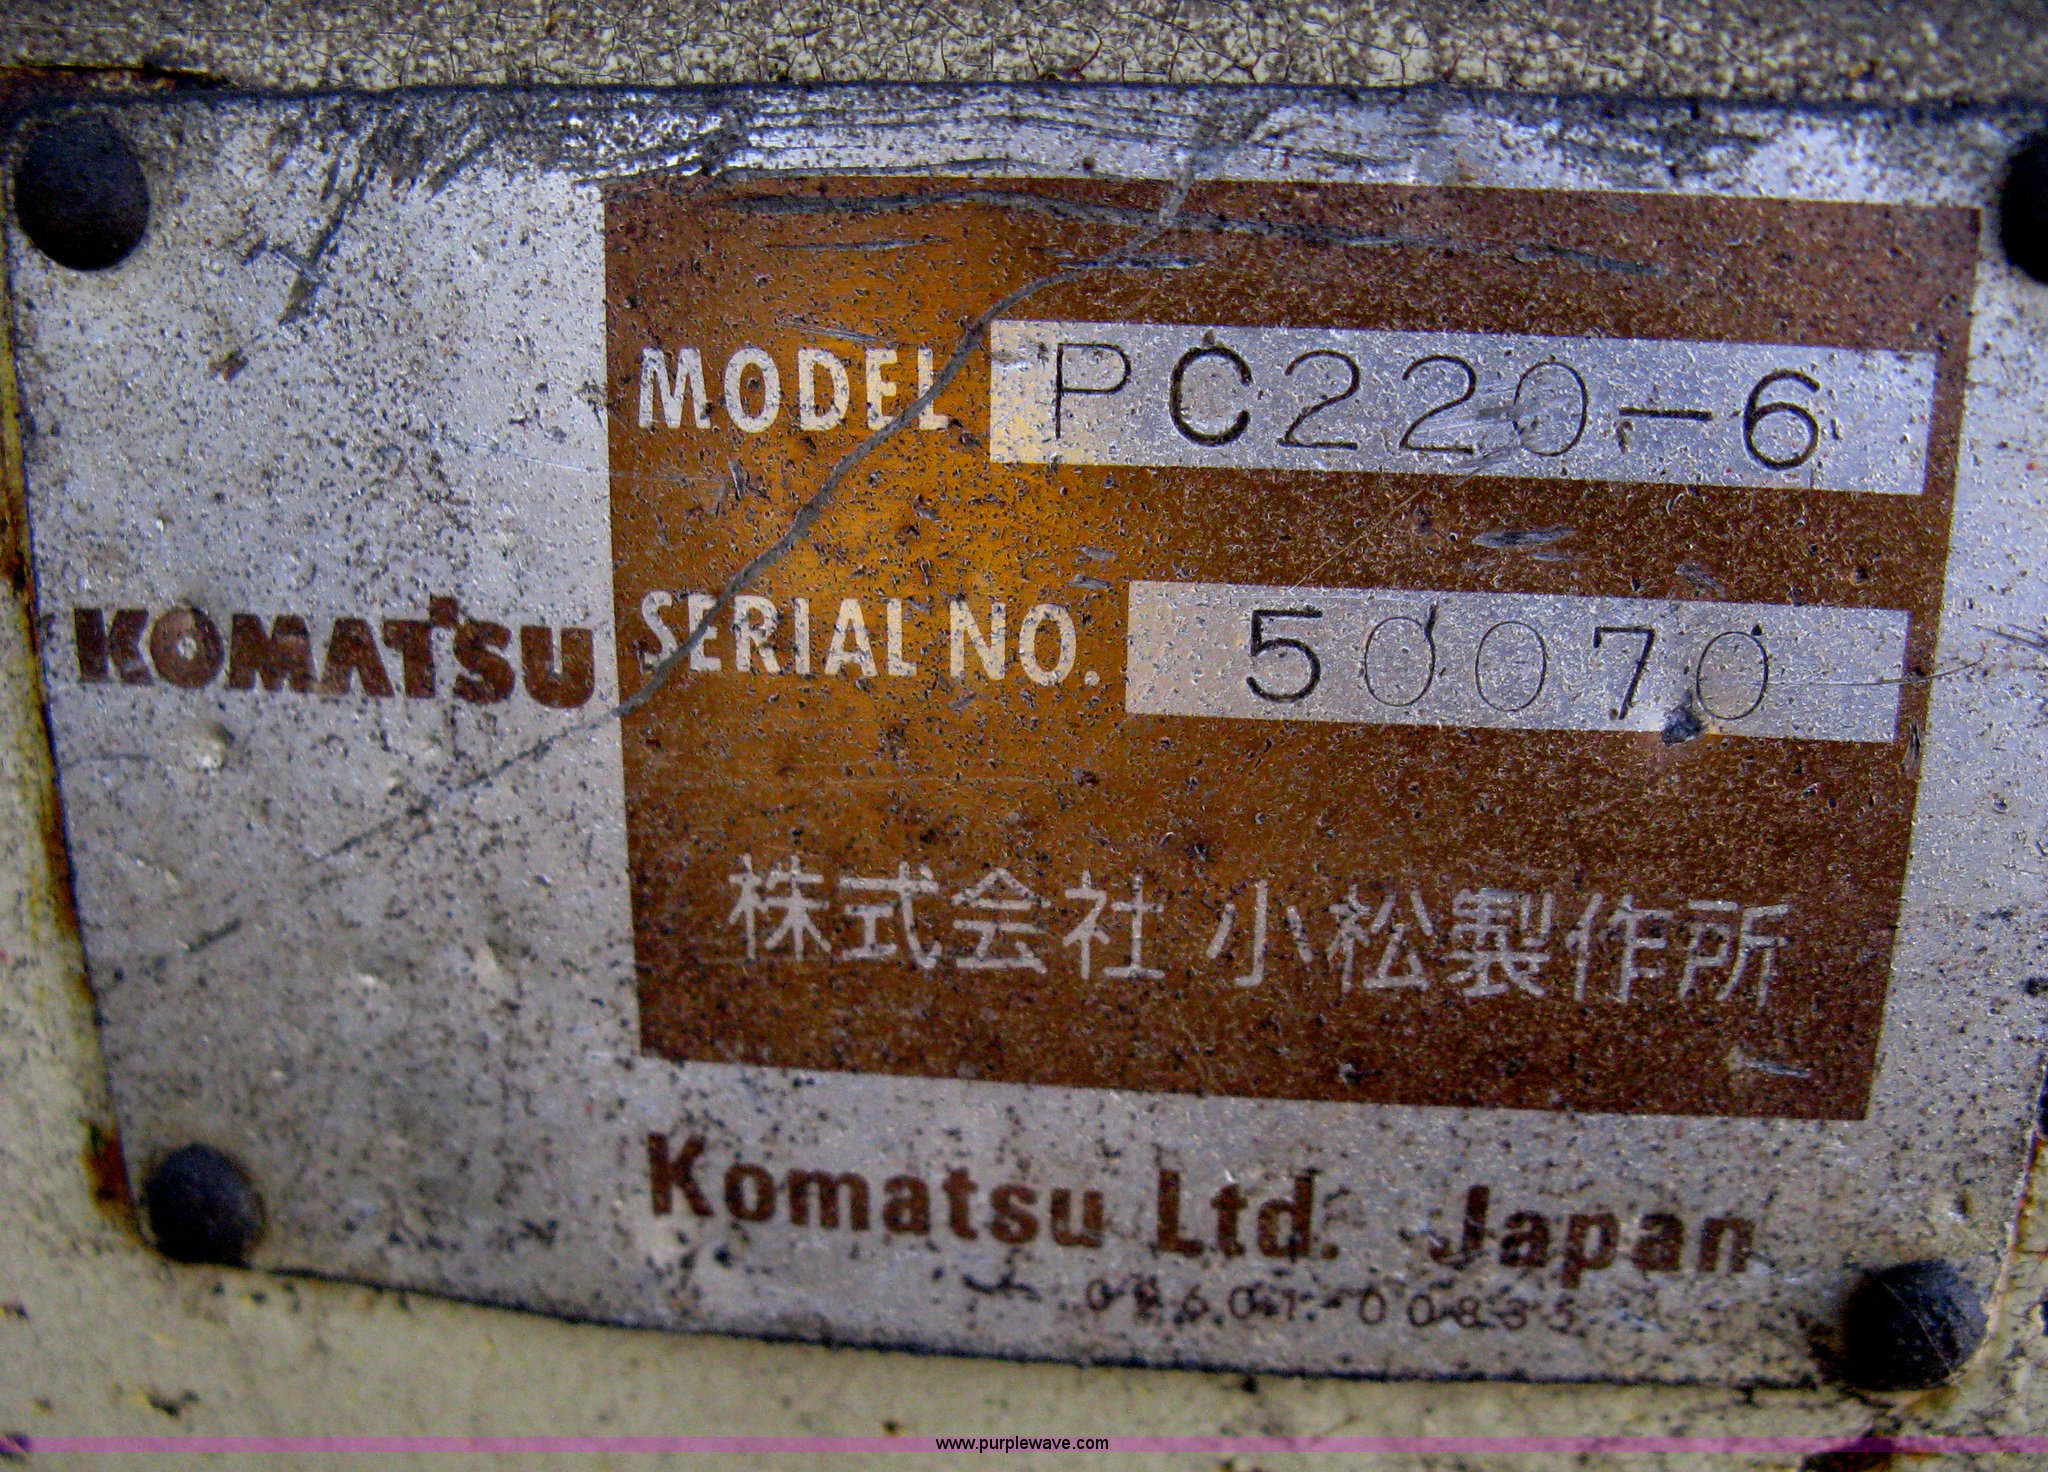 MODEL PC220-6
KOMATSU
SERIAL NO. 50070
株式会社 小松製作所
Komatsu Ltd. Japan
www.purplewave.com